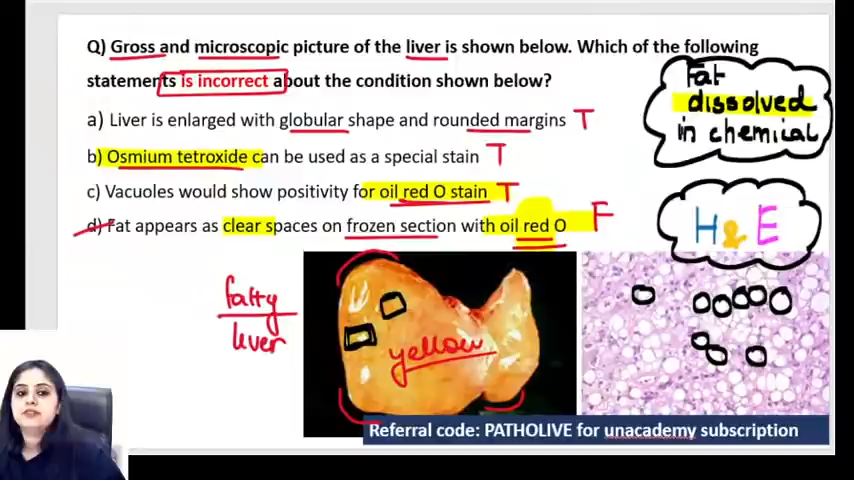 Q) Gross and microscopic picture of the liver is shown below. Which of the following
statements is incorrect about the condition shown below?
a) Liver is enlarged with globular shape and rounded margins T
b) Osmium tetroxide can be used as a special stain T
c) Vacuoles would show positivity for oil red O stain T
d) Fat appears as clear spaces on frozen section with oil red O F
Fat
dissolved
in chemical
H & E
fatty
liver
yellow
Referral code: PATHOLIVE for unacademy subscription